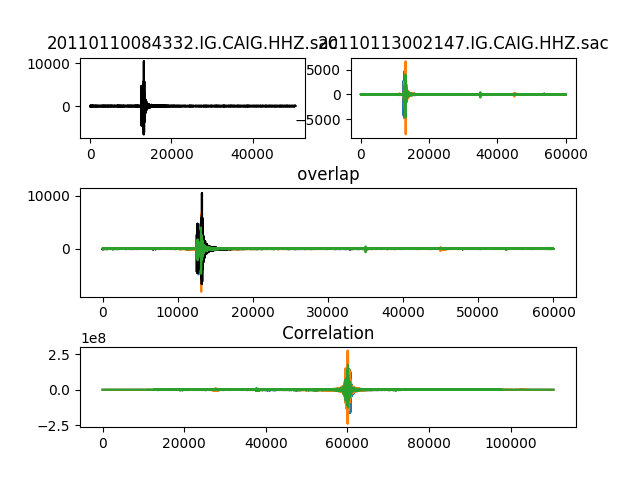 20110110084332.IG.CAIG.HHZ.sac
20110113002147.IG.CAIG.HHZ.sac
10000
0
0 20000 40000
5000
0
−5000
0 20000 40000 60000
overlap
10000
0
0 10000 20000 30000 40000 50000 60000
Correlation
1e8
2.5
0.0
−2.5
0 20000 40000 60000 80000 100000